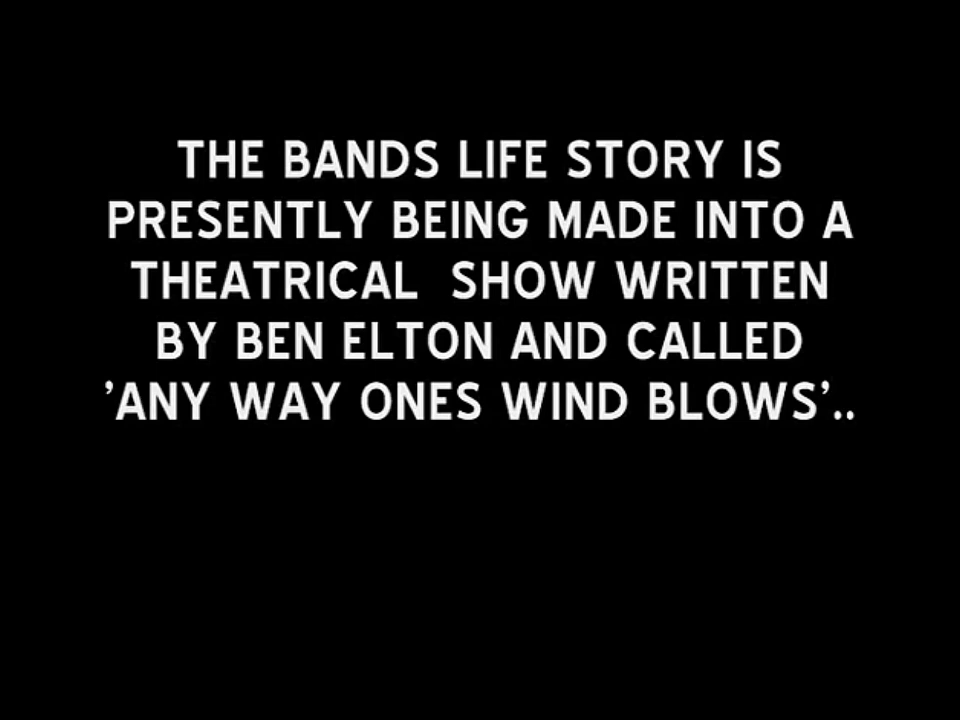 THE BANDS LIFE STORY IS
PRESENTLY BEING MADE INTO A
THEATRICAL  SHOW WRITTEN
BY BEN ELTON AND CALLED
'ANY WAY ONES WIND BLOWS'..